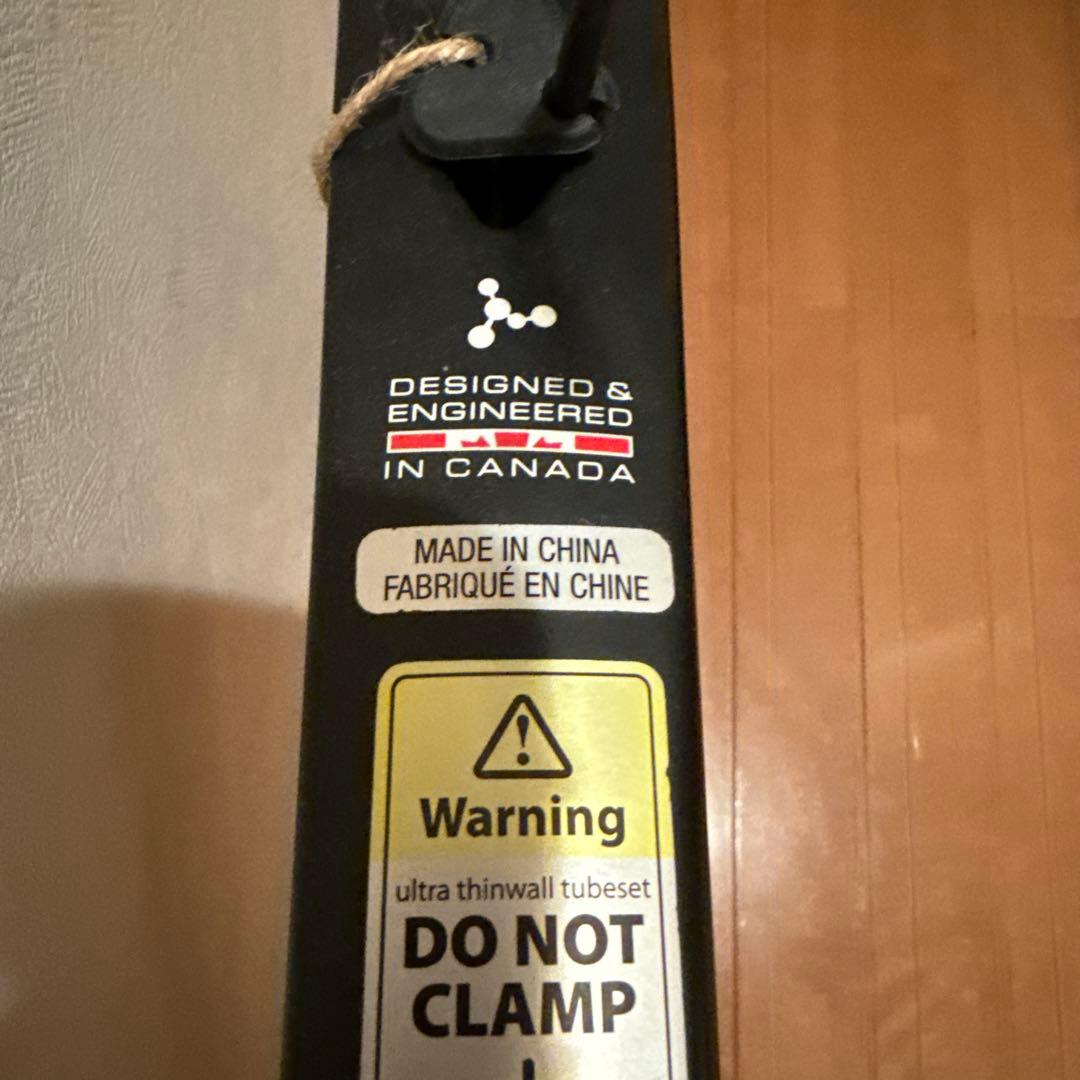 DESIGNED &
ENGINEERED
IN CANADA
MADE IN CHINA
FABRIQUÉ EN CHINE
Warning
ultra thinwall tubeset
DO NOT
CLAMP